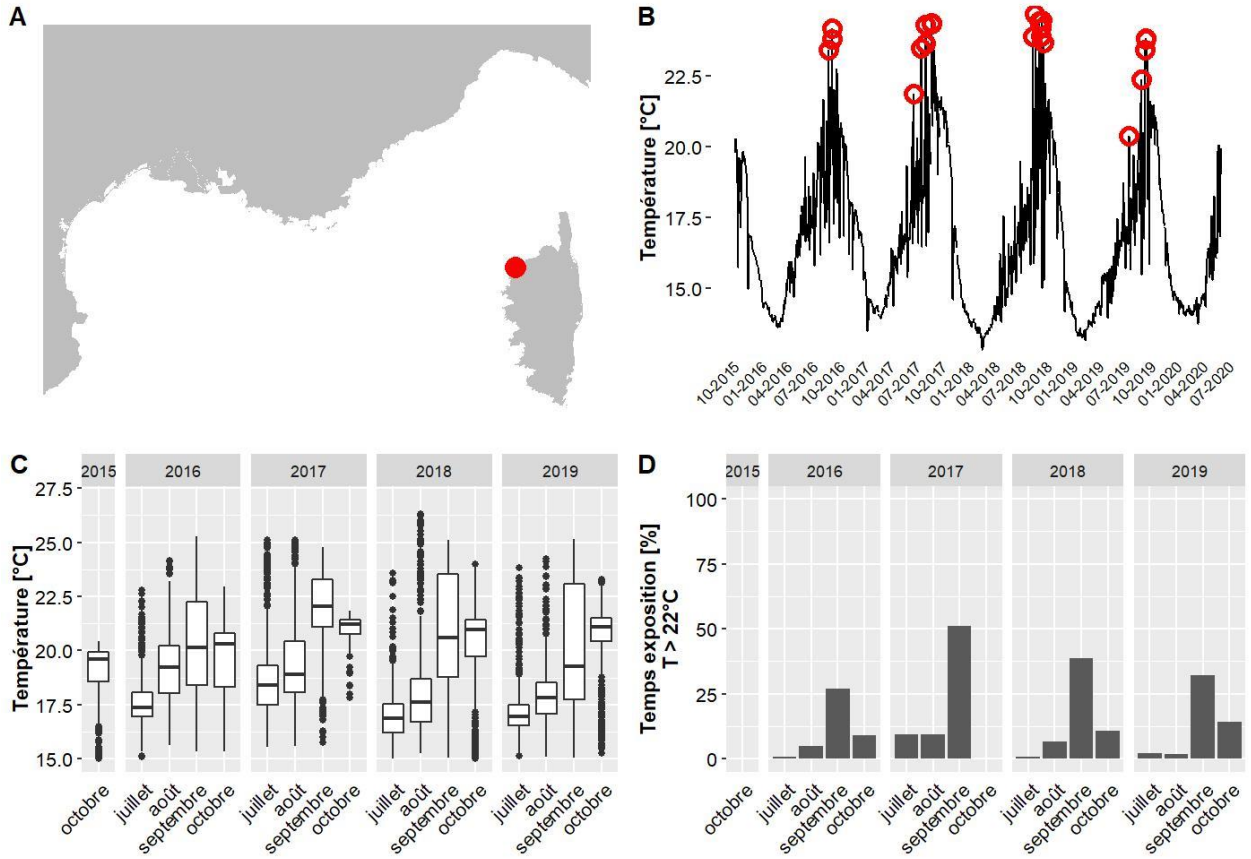 A
B
Température [°C]
22.5
20.0
17.5
15.0
10-2015
01-2016
04-2016
07-2016
10-2016
01-2017
04-2017
07-2017
10-2017
01-2018
04-2018
07-2018
10-2018
01-2019
04-2019
07-2019
10-2019
01-2020
04-2020
07-2020
C
2015
2016
2017
2018
2019
Température [°C]
27.5
25.0
22.5
20.0
17.5
15.0
octobre
juillet
août
septembre
octobre
juillet
août
septembre
octobre
juillet
août
septembre
octobre
juillet
août
septembre
octobre
D
2015
2016
2017
2018
2019
Temps exposition [%]
T > 22°C
100
75
50
25
0
octobre
juillet
août
septembre
octobre
juillet
août
septembre
octobre
juillet
août
septembre
octobre
juillet
août
septembre
octobre